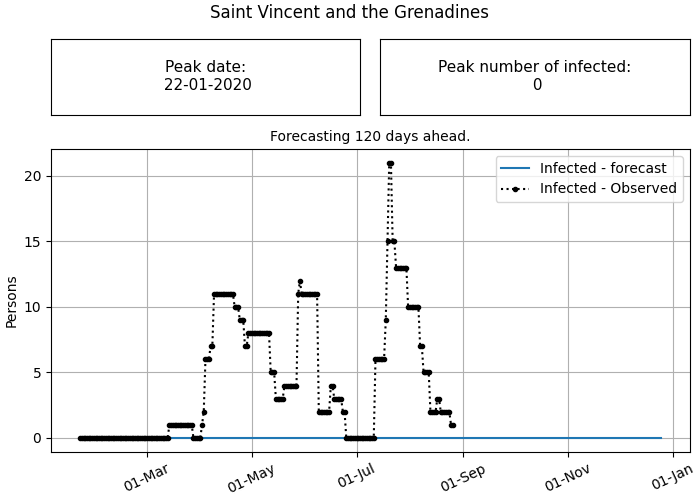 Saint Vincent and the Grenadines
Peak date:
22-01-2020
Peak number of infected:
0
Forecasting 120 days ahead.
Infected - forecast
Infected - Observed
Persons
20
15
10
5
0
01-Mar
01-May
01-Jul
01-Sep
01-Nov
01-Jan